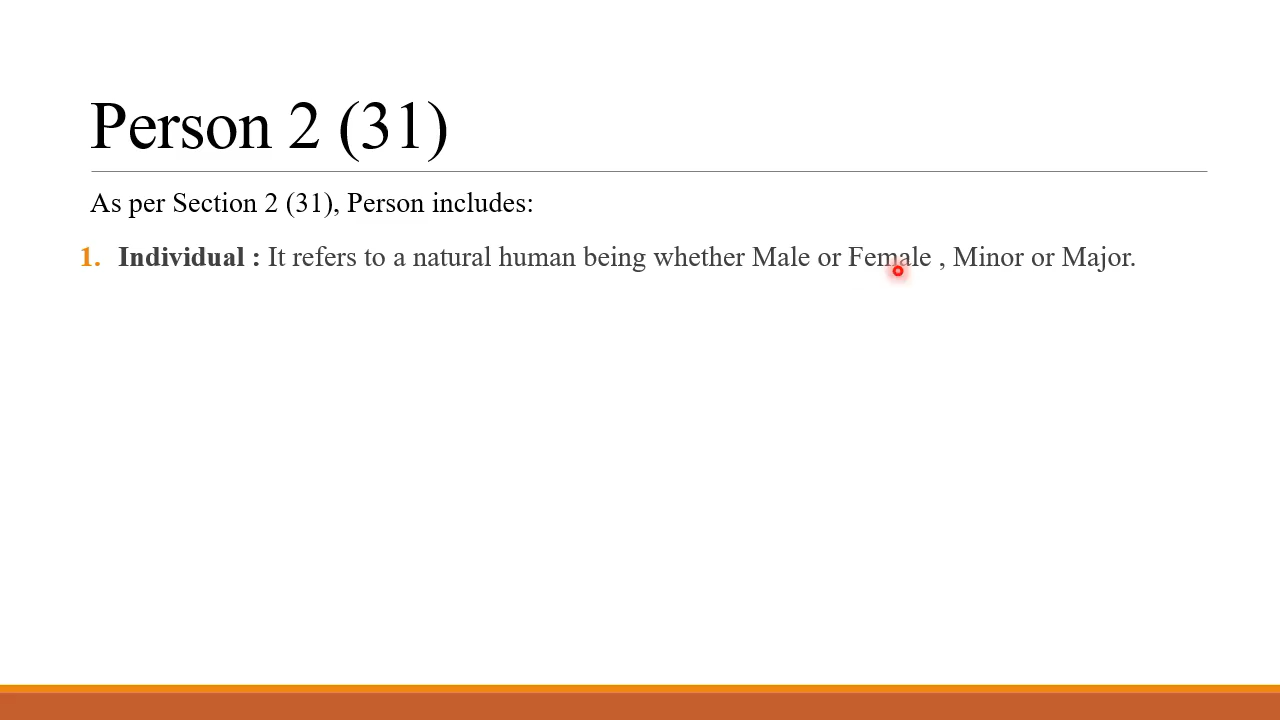 Person 2 (31)
As per Section 2 (31), Person includes:
1. Individual : It refers to a natural human being whether Male or Female , Minor or Major.